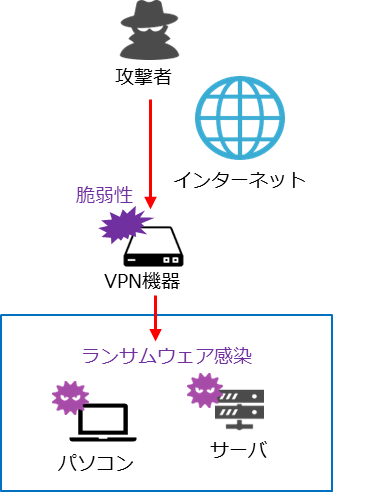 攻撃者
インターネット
脆弱性
VPN機器
ランサムウェア感染
パソコン
サーバ